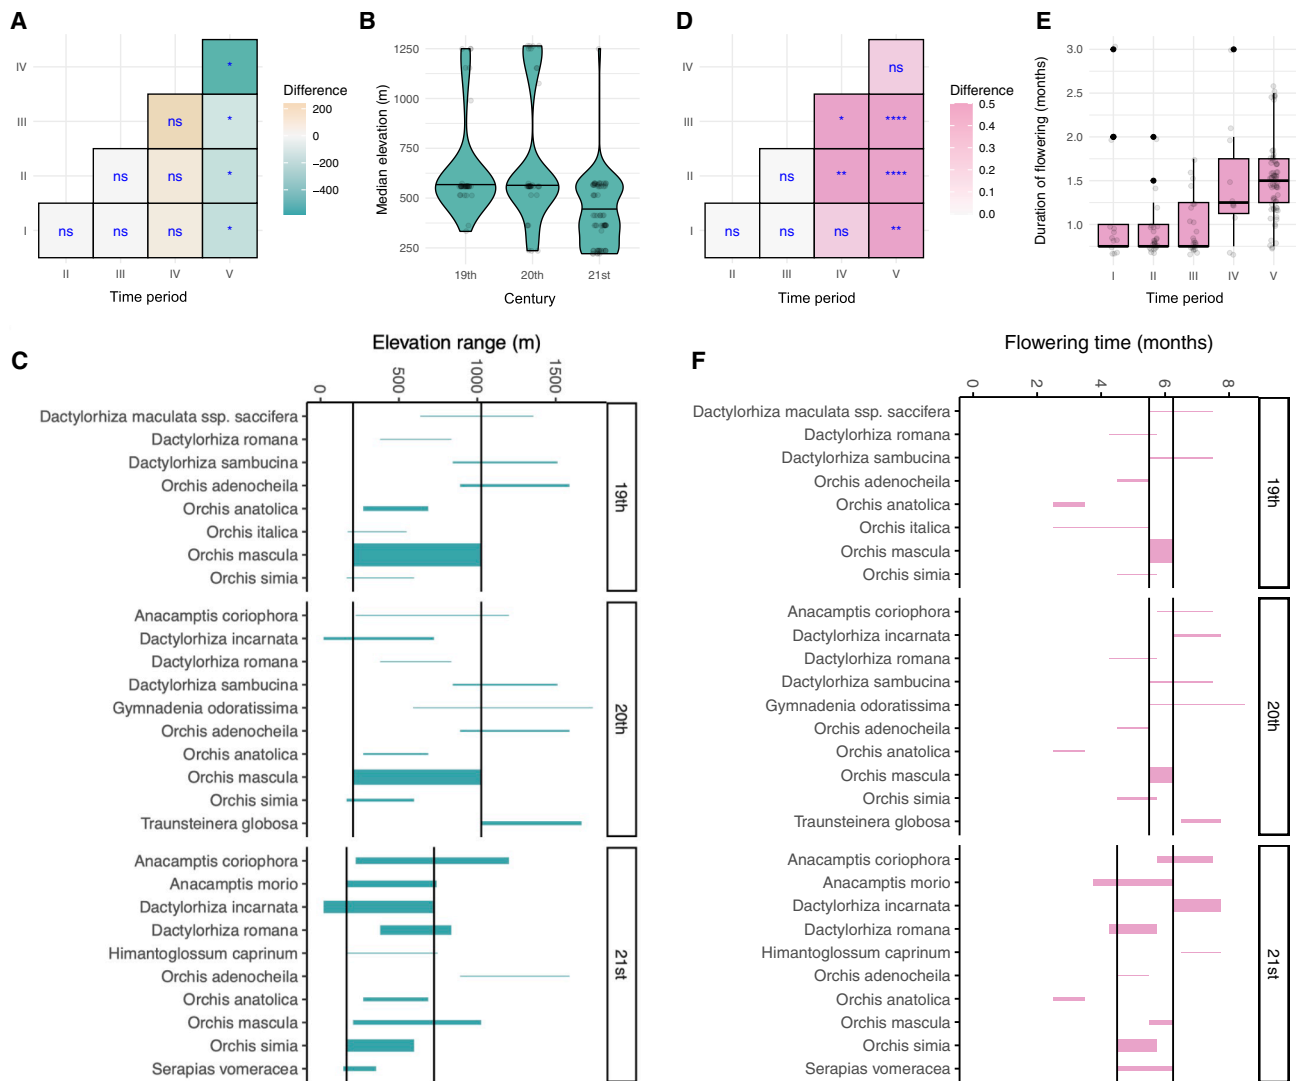 A
IV
III
II
I
*
ns
*
ns
ns
*
ns
ns
ns
*
II
III
IV
V
Time period
Difference
200
0
−200
−400
B
Median elevation (m)
1250
1000
750
500
250
19th
20th
21st
Century
D
IV
III
II
I
ns
*
****
ns
**
****
ns
ns
ns
**
II
III
IV
V
Time period
Difference
0.5
0.4
0.3
0.2
0.1
0.0
E
Duration of flowering (months)
3.0
2.5
2.0
1.5
1.0
I
II
III
IV
V
Time period
C
Elevation range (m)
0
500
1000
1500
Dactylorhiza maculata ssp. saccifera
Dactylorhiza romana
Dactylorhiza sambucina
Orchis adenocheila
Orchis anatolica
Orchis italica
Orchis mascula
Orchis simia
19th
Anacamptis coriophora
Dactylorhiza incarnata
Dactylorhiza romana
Dactylorhiza sambucina
Gymnadenia odoratissima
Orchis adenocheila
Orchis anatolica
Orchis mascula
Orchis simia
Traunsteinera globosa
20th
Anacamptis coriophora
Anacamptis morio
Dactylorhiza incarnata
Dactylorhiza romana
Himantoglossum caprinum
Orchis adenocheila
Orchis anatolica
Orchis mascula
Orchis simia
Serapias vomeracea
21st
F
Flowering time (months)
0
2
4
6
8
Dactylorhiza maculata ssp. saccifera
Dactylorhiza romana
Dactylorhiza sambucina
Orchis adenocheila
Orchis anatolica
Orchis italica
Orchis mascula
Orchis simia
19th
Anacamptis coriophora
Dactylorhiza incarnata
Dactylorhiza romana
Dactylorhiza sambucina
Gymnadenia odoratissima
Orchis adenocheila
Orchis anatolica
Orchis mascula
Orchis simia
Traunsteinera globosa
20th
Anacamptis coriophora
Anacamptis morio
Dactylorhiza incarnata
Dactylorhiza romana
Himantoglossum caprinum
Orchis adenocheila
Orchis anatolica
Orchis mascula
Orchis simia
Serapias vomeracea
21st